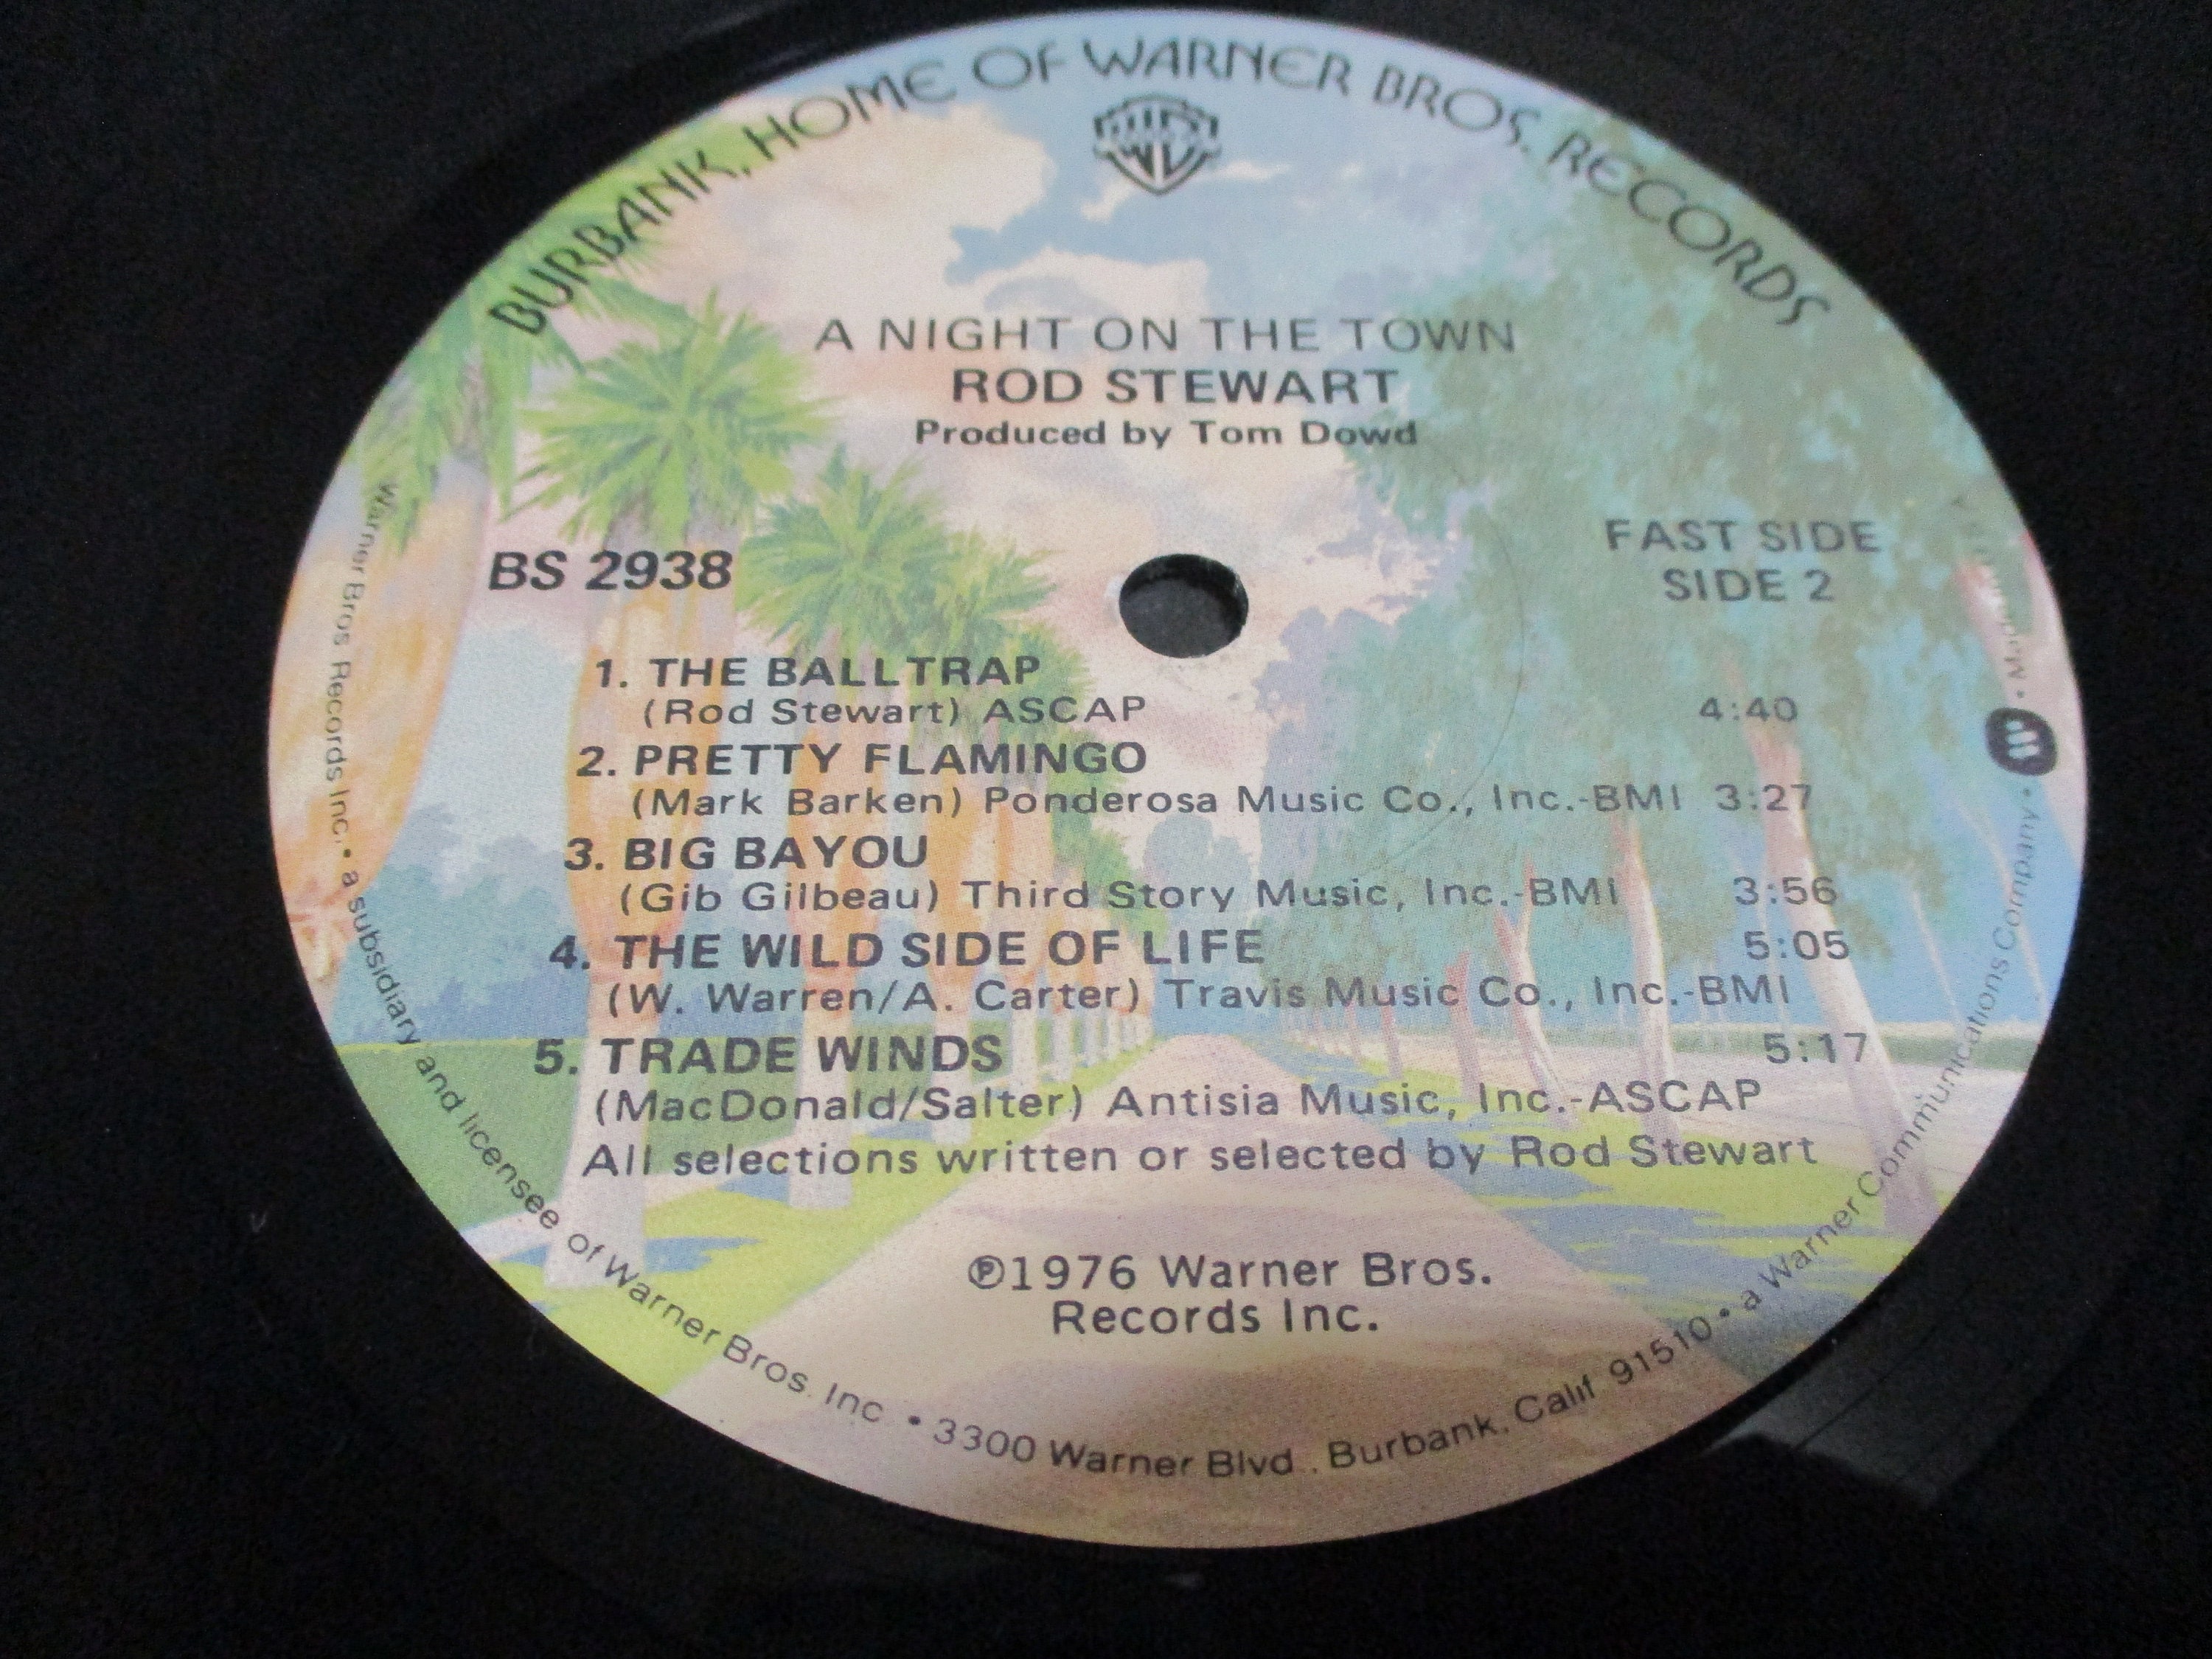 BURBANK, HOME OF WARNER BROS. RECORDS
A NIGHT ON THE TOWN
ROD STEWART
Produced by Tom Dowd
BS 2938
FAST SIDE
SIDE 2
1. THE BALLTRAP
(Rod Stewart) ASCAP 4:40
2. PRETTY FLAMINGO
(Mark Barken) Ponderosa Music Co., Inc.-BMI 3:27
3. BIG BAYOU
(Gib Gilbeau) Third Story Music, Inc.-BMI 3:56
4. THE WILD SIDE OF LIFE 5:05
(W. Warren/A. Carter) Travis Music Co., Inc.-BMI
5. TRADE WINDS 5:17
(MacDonald/Salter) Antisia Music, Inc.-ASCAP
All selections written or selected by Rod Stewart
℗1976 Warner Bros.
Records Inc.
Warner Bros. Records Inc. • a subsidiary and licensee of Warner Bros. Inc • 3300 Warner Blvd., Burbank, Calif 91510 • a Warner Communications Company •